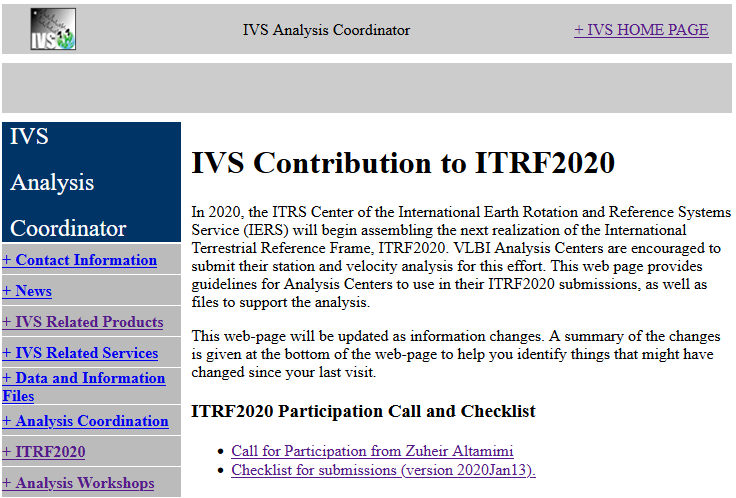 IVS
IVS Analysis Coordinator
+ IVS HOME PAGE
IVS
Analysis
Coordinator
+ Contact Information
+ News
+ IVS Related Products
+ IVS Related Services
+ Data and Information
Files
+ Analysis Coordination
+ ITRF2020
+ Analysis Workshops
IVS Contribution to ITRF2020
In 2020, the ITRS Center of the International Earth Rotation and Reference Systems
Service (IERS) will begin assembling the next realization of the International
Terrestrial Reference Frame, ITRF2020. VLBI Analysis Centers are encouraged to
submit their station and velocity analysis for this effort. This web page provides
guidelines for Analysis Centers to use in their ITRF2020 submissions, as well as
files to support the analysis.
This web-page will be updated as information changes. A summary of the changes
is given at the bottom of the web-page to help you identify things that might have
changed since your last visit.
ITRF2020 Participation Call and Checklist
• Call for Participation from Zuheir Altamimi
• Checklist for submissions (version 2020Jan13).